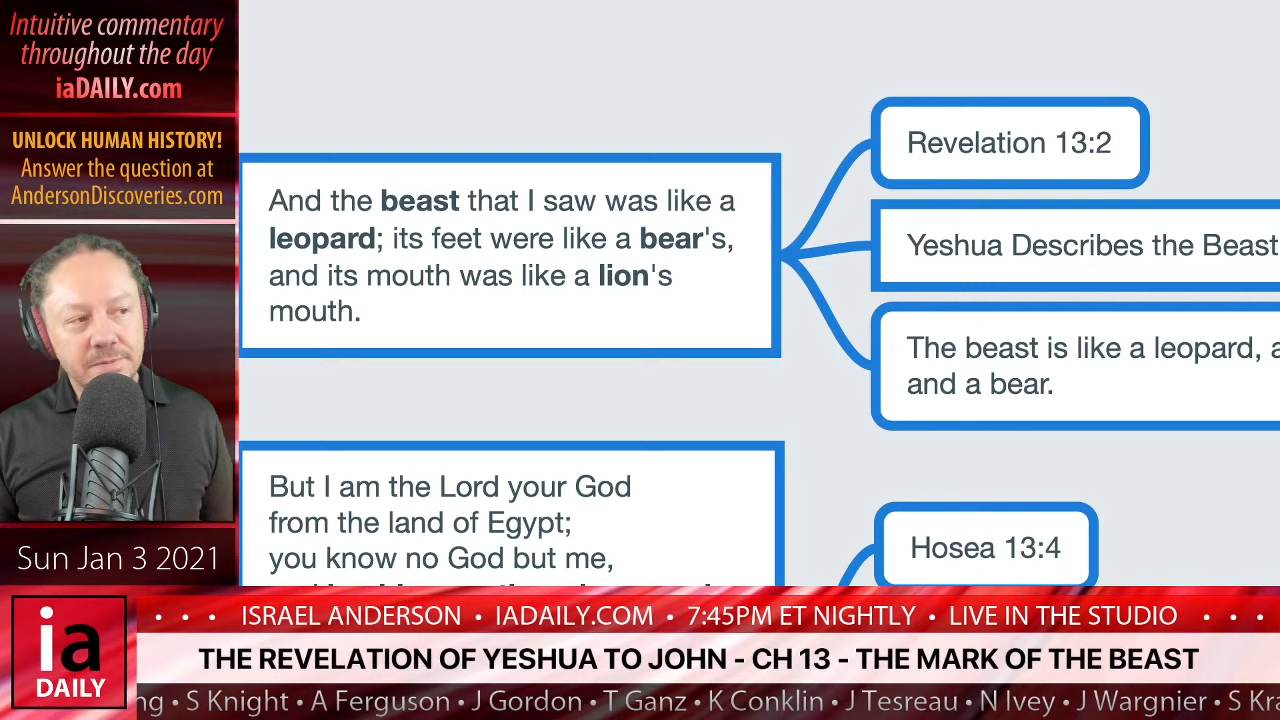 Intuitive commentary
throughout the day
iaDAILY.com
UNLOCK HUMAN HISTORY!
Answer the question at
AndersonDiscoveries.com
And the beast that I saw was like a
leopard; its feet were like a bear's,
and its mouth was like a lion's
mouth.
Revelation 13:2
Yeshua Describes the Beast
The beast is like a leopard, a
and a bear.
But I am the Lord your God
from the land of Egypt;
you know no God but me,
Hosea 13:4
Sun Jan 3 2021
ia
DAILY
• • • ISRAEL ANDERSON • IADAILY.COM • 7:45PM ET NIGHTLY • LIVE IN THE STUDIO • • •
THE REVELATION OF YESHUA TO JOHN - CH 13 - THE MARK OF THE BEAST
ng • S Knight • A Ferguson • J Gordon • T Ganz • K Conklin • J Tesreau • N Ivey • J Wargnier • S Kra